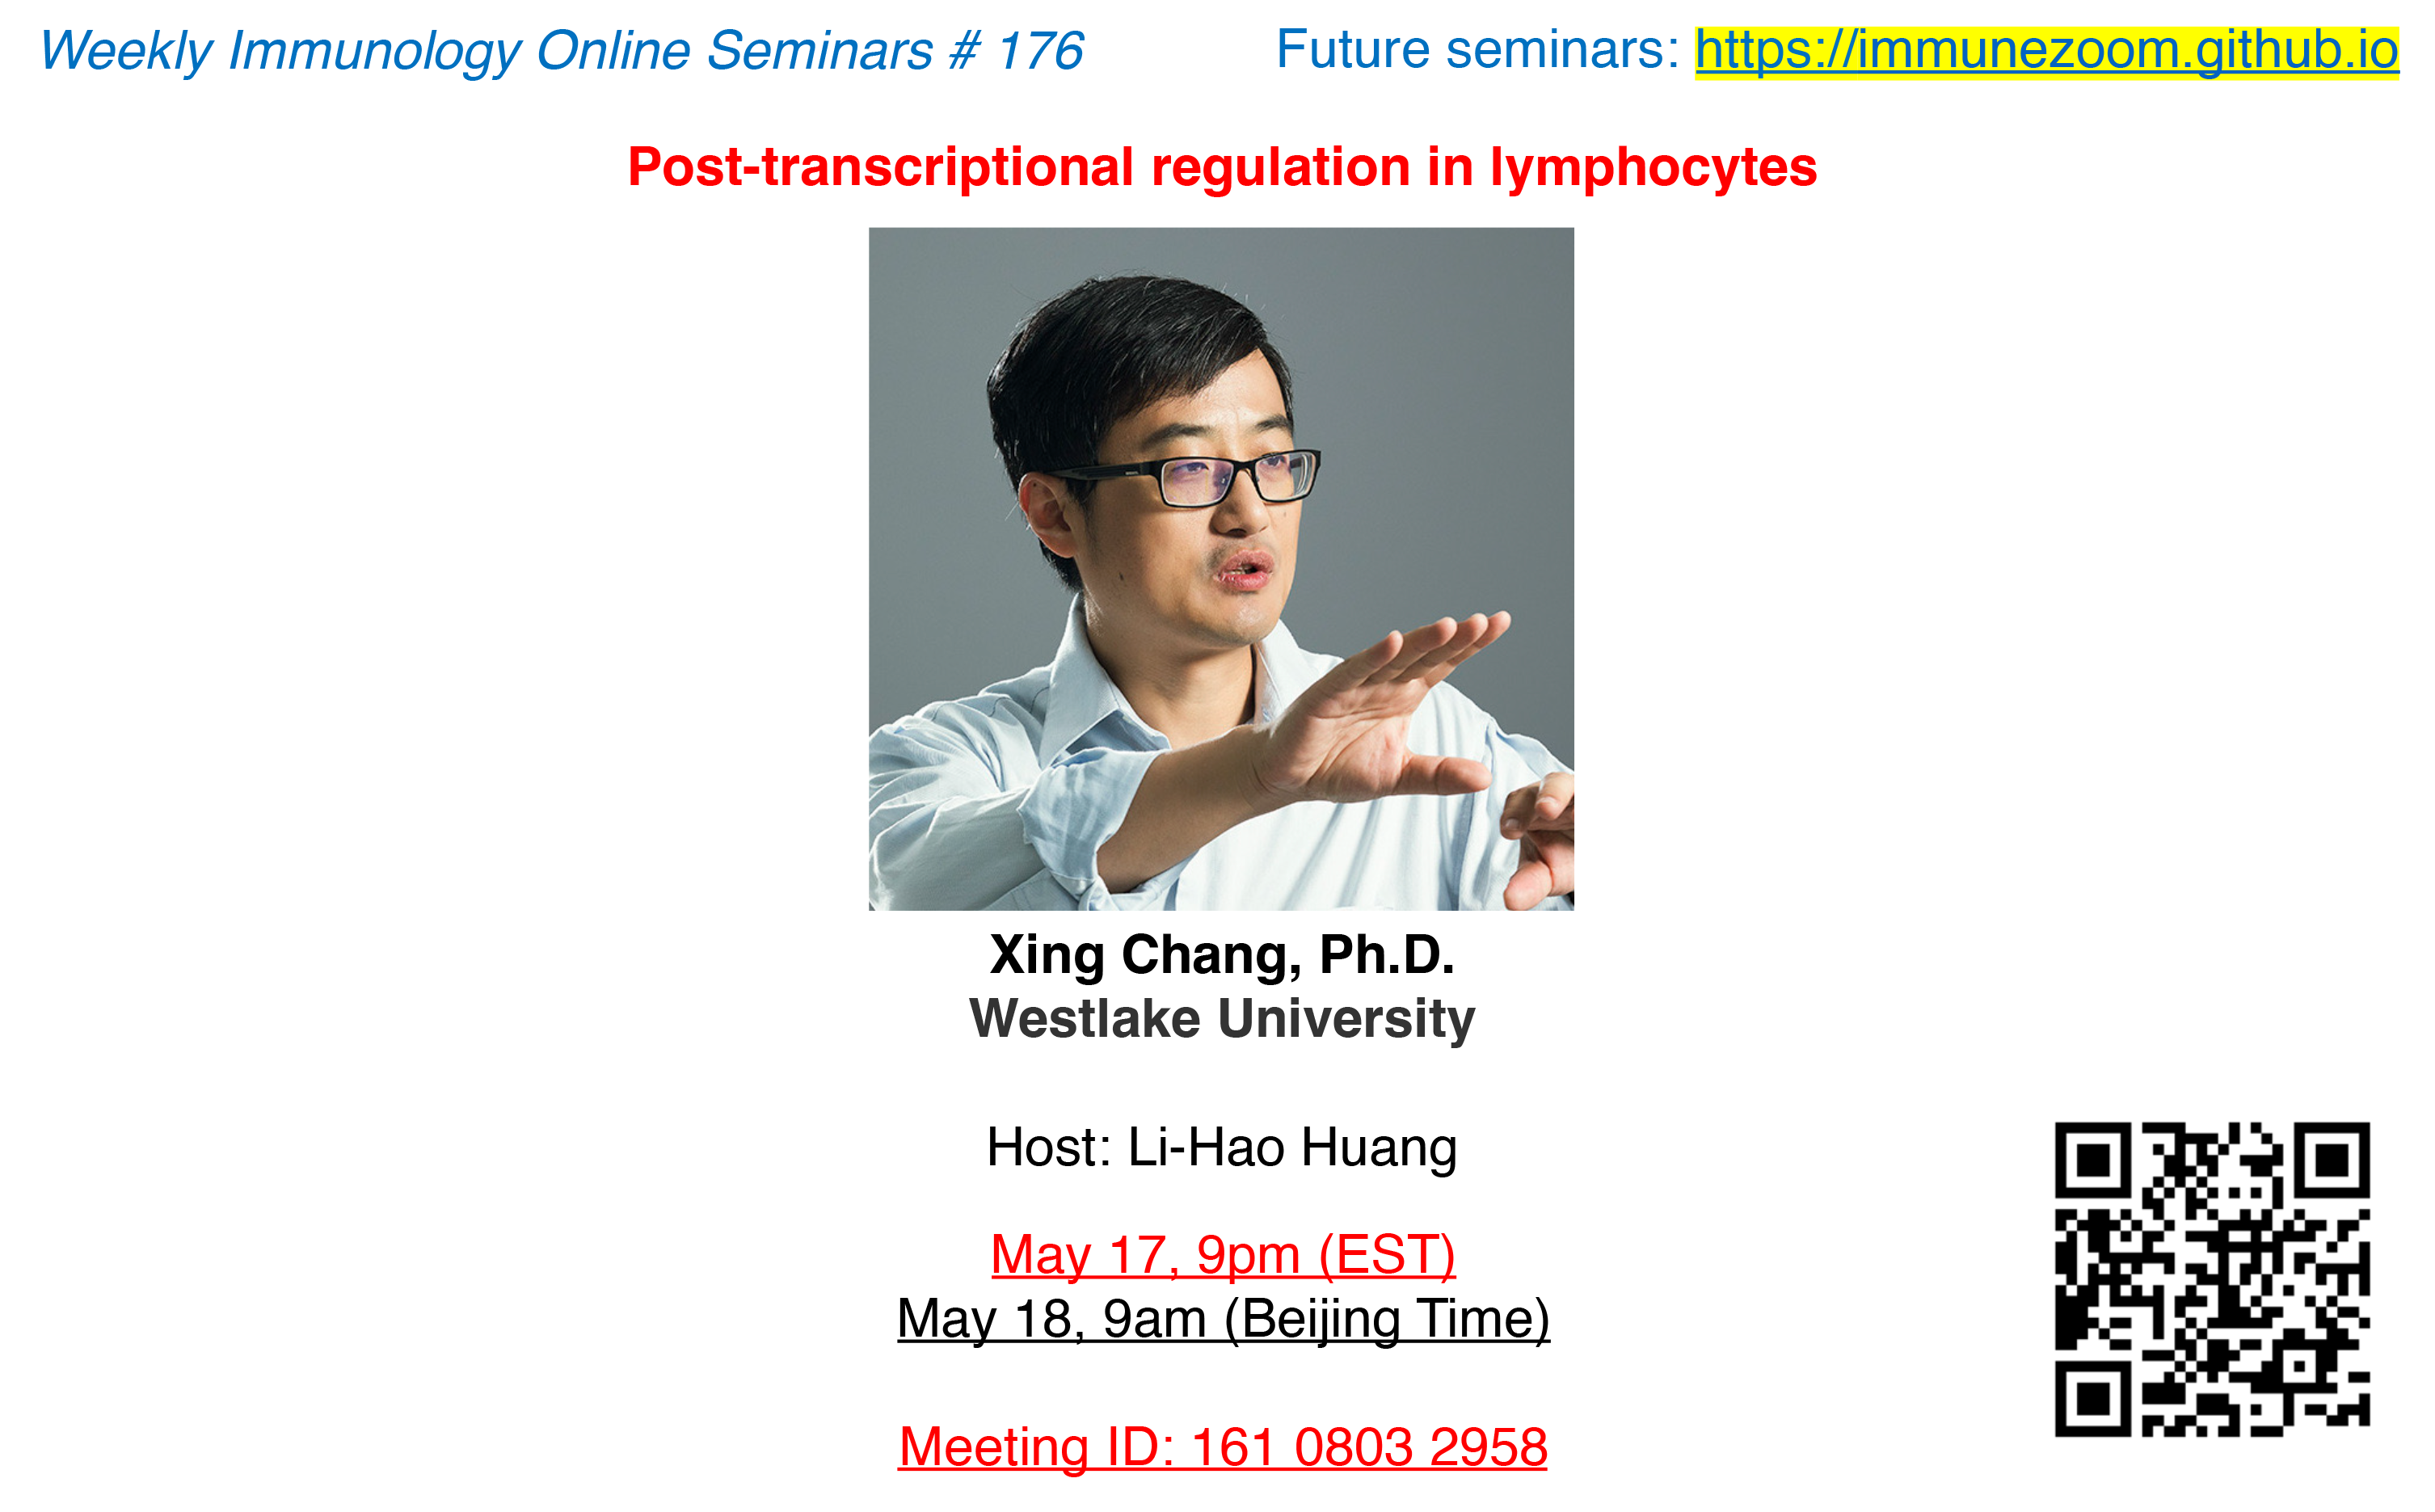 Weekly Immunology Online Seminars # 176
Future seminars: https://immunezoom.github.io
Post-transcriptional regulation in lymphocytes
Xing Chang, Ph.D.
Westlake University
Host: Li-Hao Huang
May 17, 9pm (EST)
May 18, 9am (Beijing Time)
Meeting ID: 161 0803 2958